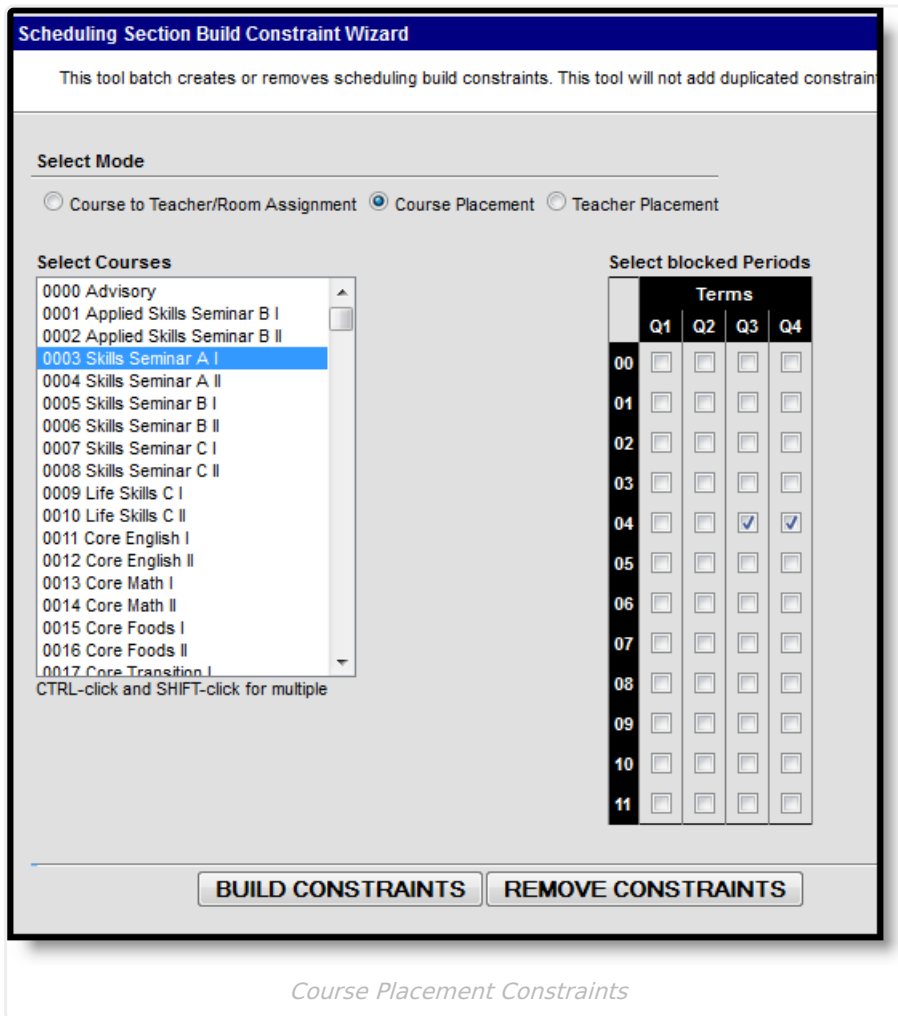 Scheduling Section Build Constraint Wizard
This tool batch creates or removes scheduling build constraints. This tool will not add duplicated constrain
Select Mode
Course to Teacher/Room Assignment Course Placement Teacher Placement
Select Courses
0000 Advisory
0001 Applied Skills Seminar B I
0002 Applied Skills Seminar B II
0003 Skills Seminar A I
0004 Skills Seminar A II
0005 Skills Seminar B I
0006 Skills Seminar B II
0007 Skills Seminar C I
0008 Skills Seminar C II
0009 Life Skills C I
0010 Life Skills C II
0011 Core English I
0012 Core English II
0013 Core Math I
0014 Core Math II
0015 Core Foods I
0016 Core Foods II
0017 Core Transition I
CTRL-click and SHIFT-click for multiple
Select blocked Periods
Terms
Q1 Q2 Q3 Q4
00
01
02
03
04
05
06
07
08
09
10
11
BUILD CONSTRAINTS REMOVE CONSTRAINTS
Course Placement Constraints